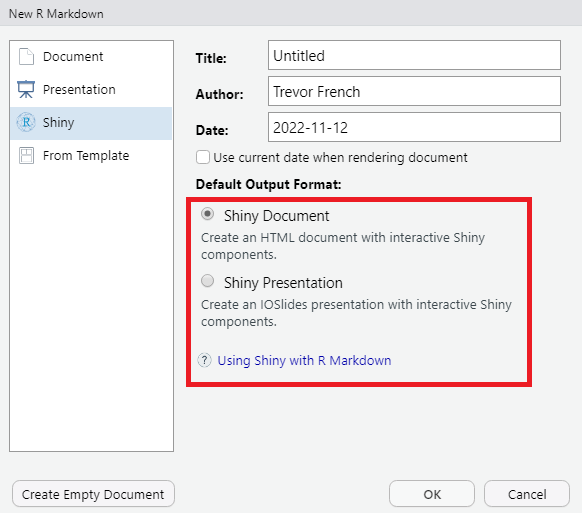 New R Markdown
Document
Presentation
R Shiny
From Template
Title: Untitled
Author: Trevor French
Date: 2022-11-12
Use current date when rendering document
Default Output Format:
Shiny Document
Create an HTML document with interactive Shiny
components.
Shiny Presentation
Create an IOSlides presentation with interactive Shiny
components.
? Using Shiny with R Markdown
Create Empty Document OK Cancel